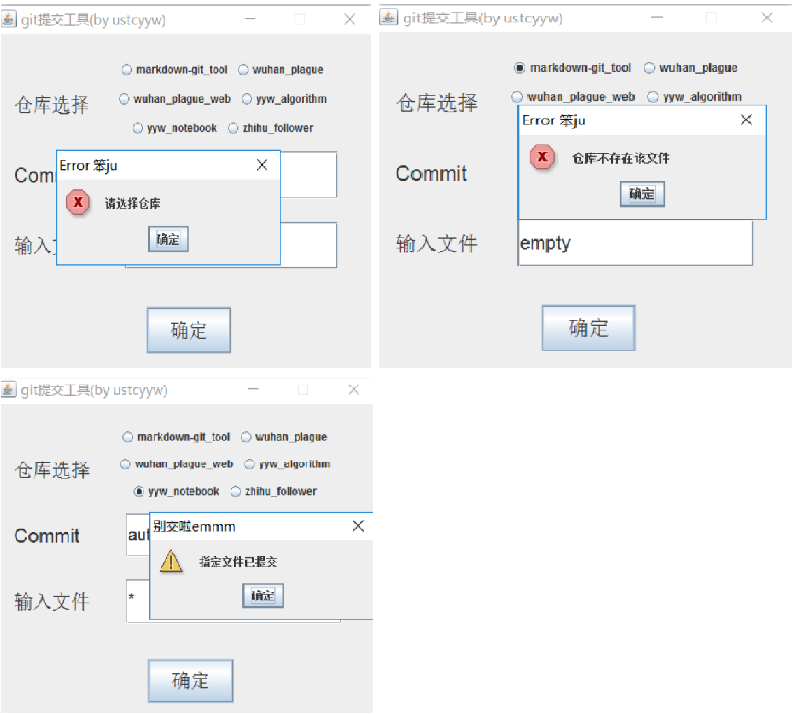 git提交工具(by ustcyyw)
markdown-git_tool wuhan_plague
仓库选择
wuhan_plague_web yyw_algorithm
yyw_notebook zhihu_follower
Error 笨ju
请选择仓库
确定
Com
输入文
确定
git提交工具(by ustcyyw)
markdown-git_tool wuhan_plague
仓库选择
wuhan_plague_web yyw_algorithm
Error 笨ju
仓库不存在该文件
确定
Commit
输入文件
empty
确定
git提交工具(by ustcyyw)
markdown-git_tool wuhan_plague
仓库选择
wuhan_plague_web yyw_algorithm
yyw_notebook zhihu_follower
别交啦emmm
Commit
指定文件已提交
确定
输入文件
*
确定